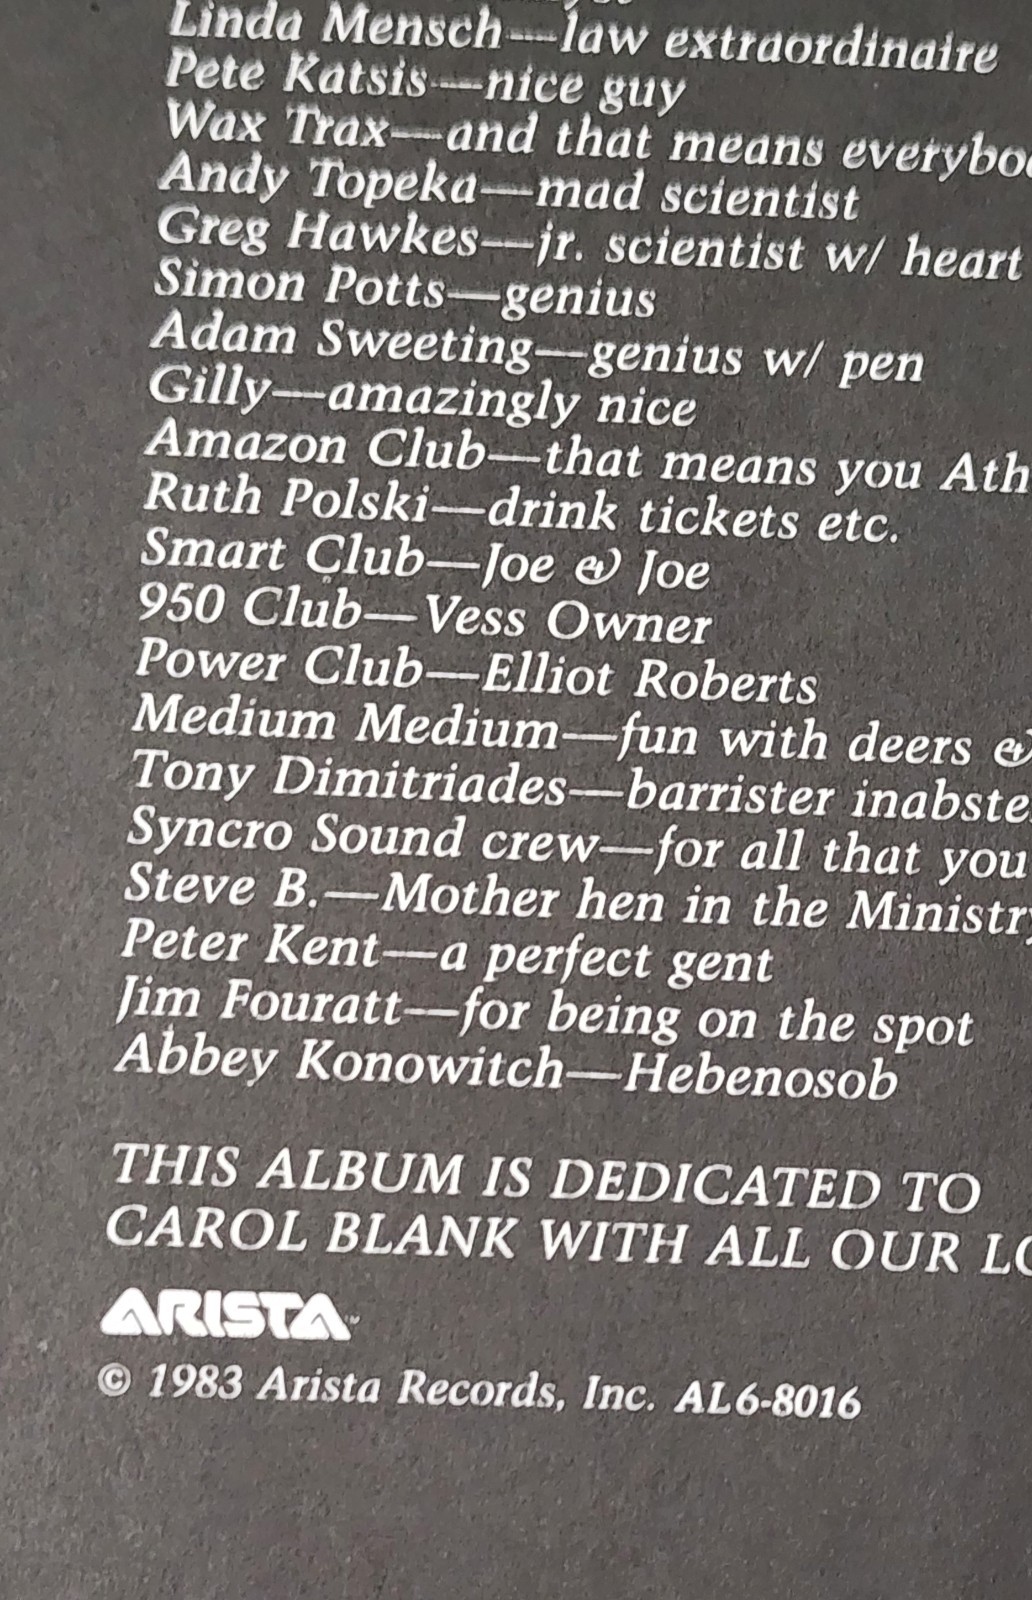 Linda Mensch—law extraordinaire
Pete Katsis—nice guy
Wax Trax—and that means
Andy Topeka—mad scientist
Greg Hawkes—jr. scientist w/ heart
Simon Potts—genius
Adam Sweeting—genius w/ pen
Gilly—amazingly nice
Amazon Club—that means you
Ruth Polski—drink tickets etc.
Smart Club—Joe & Joe
950 Club—Vess Owner
Power Club—Elliot Roberts
Medium Medium—fun with deers &
Tony Dimitriades—barrister
Syncro Sound crew—for all that you
Steve B.—Mother hen in the
Peter Kent—a perfect gent
Jim Fouratt—for being on the spot
Abbey Konowitch—Hebenosob
THIS ALBUM IS DEDICATED TO
CAROL BLANK WITH ALL OUR
ARISTA™
© 1983 Arista Records, Inc. AL6-8016